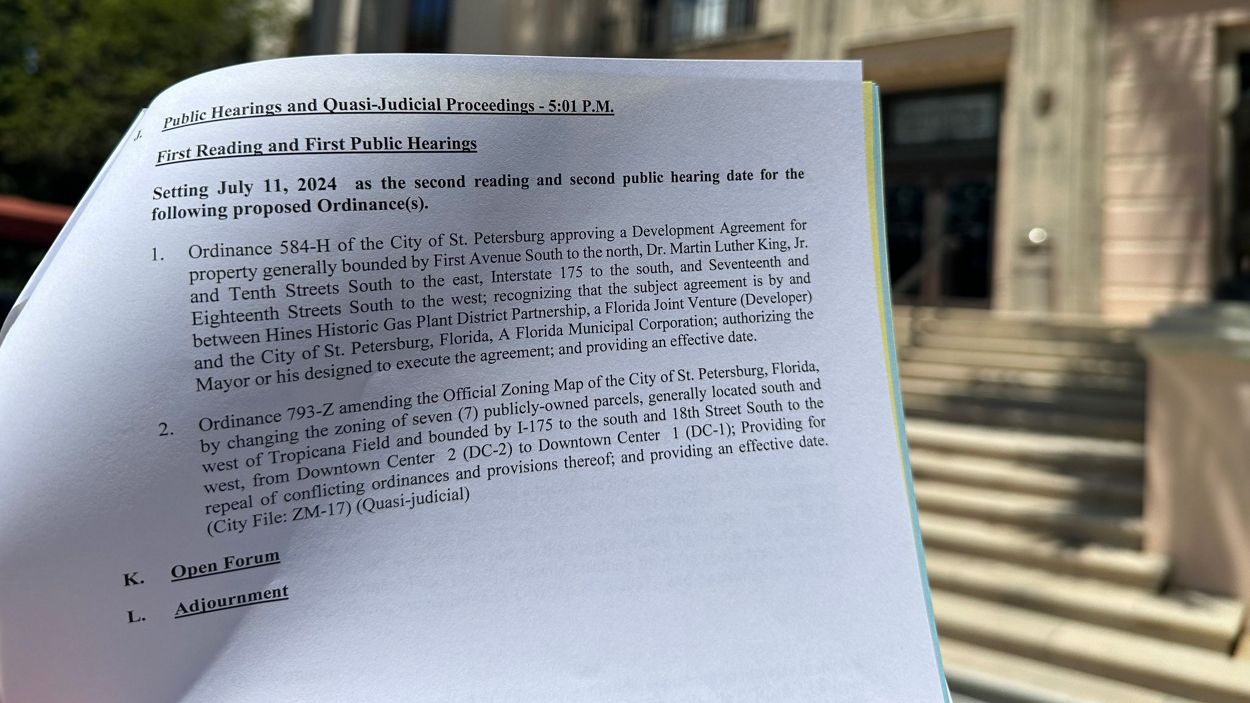 J. Public Hearings and Quasi-Judicial Proceedings - 5:01 P.M.
First Reading and First Public Hearings
Setting July 11, 2024 as the second reading and second public hearing date for the
following proposed Ordinance(s).
1. Ordinance 584-H of the City of St. Petersburg approving a Development Agreement for
property generally bounded by First Avenue South to the north, Dr. Martin Luther King, Jr.
and Tenth Streets South to the east, Interstate 175 to the south, and Seventeenth and
Eighteenth Streets South to the west; recognizing that the subject agreement is by and
between Hines Historic Gas Plant District Partnership, a Florida Joint Venture (Developer)
and the City of St. Petersburg, Florida, A Florida Municipal Corporation; authorizing the
Mayor or his designed to execute the agreement; and providing an effective date.
2. Ordinance 793-Z amending the Official Zoning Map of the City of St. Petersburg, Florida,
by changing the zoning of seven (7) publicly-owned parcels, generally located south and
west of Tropicana Field and bounded by I-175 to the south and 18th Street South to the
west, from Downtown Center 2 (DC-2) to Downtown Center 1 (DC-1); Providing for
repeal of conflicting ordinances and provisions thereof; and providing an effective date.
(City File: ZM-17) (Quasi-judicial)
K. Open Forum
L. Adjournment